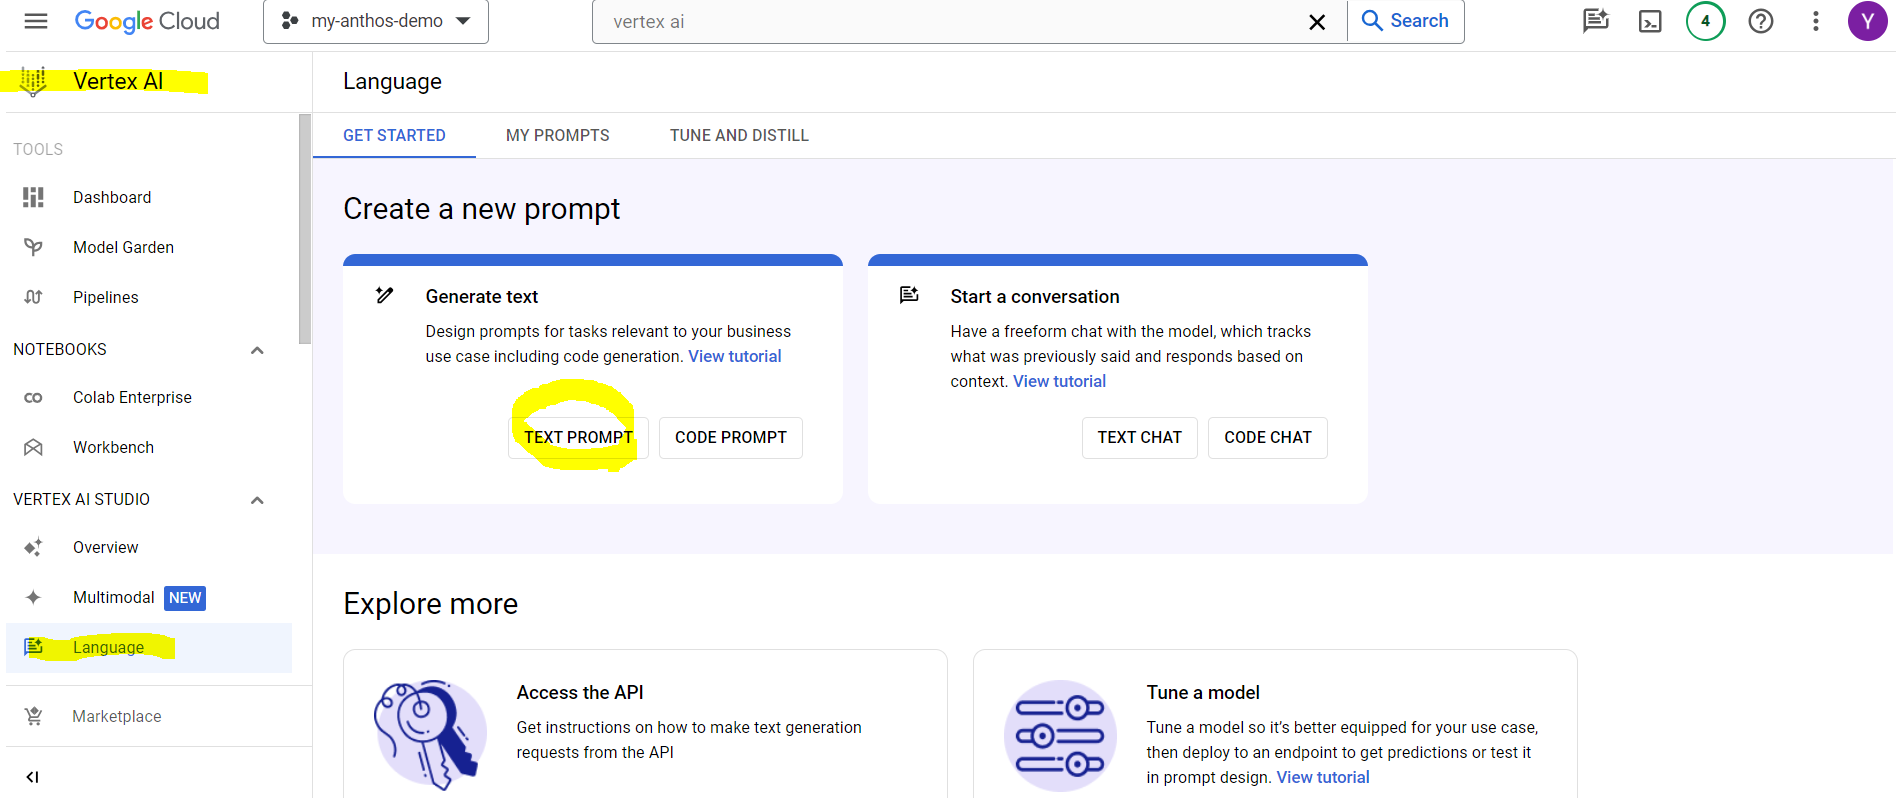 Google Cloud
my-anthos-demo
vertex ai
Search
4
Y
Vertex AI
TOOLS
Dashboard
Model Garden
Pipelines
NOTEBOOKS
Colab Enterprise
Workbench
VERTEX AI STUDIO
Overview
Multimodal NEW
Language
Marketplace
Language
GET STARTED MY PROMPTS TUNE AND DISTILL
Create a new prompt
Generate text
Design prompts for tasks relevant to your business
use case including code generation. View tutorial
TEXT PROMPT CODE PROMPT
Start a conversation
Have a freeform chat with the model, which tracks
what was previously said and responds based on
context. View tutorial
TEXT CHAT CODE CHAT
Explore more
Access the API
Get instructions on how to make text generation
requests from the API
Tune a model
Tune a model so it's better equipped for your use case,
then deploy to an endpoint to get predictions or test it
in prompt design. View tutorial